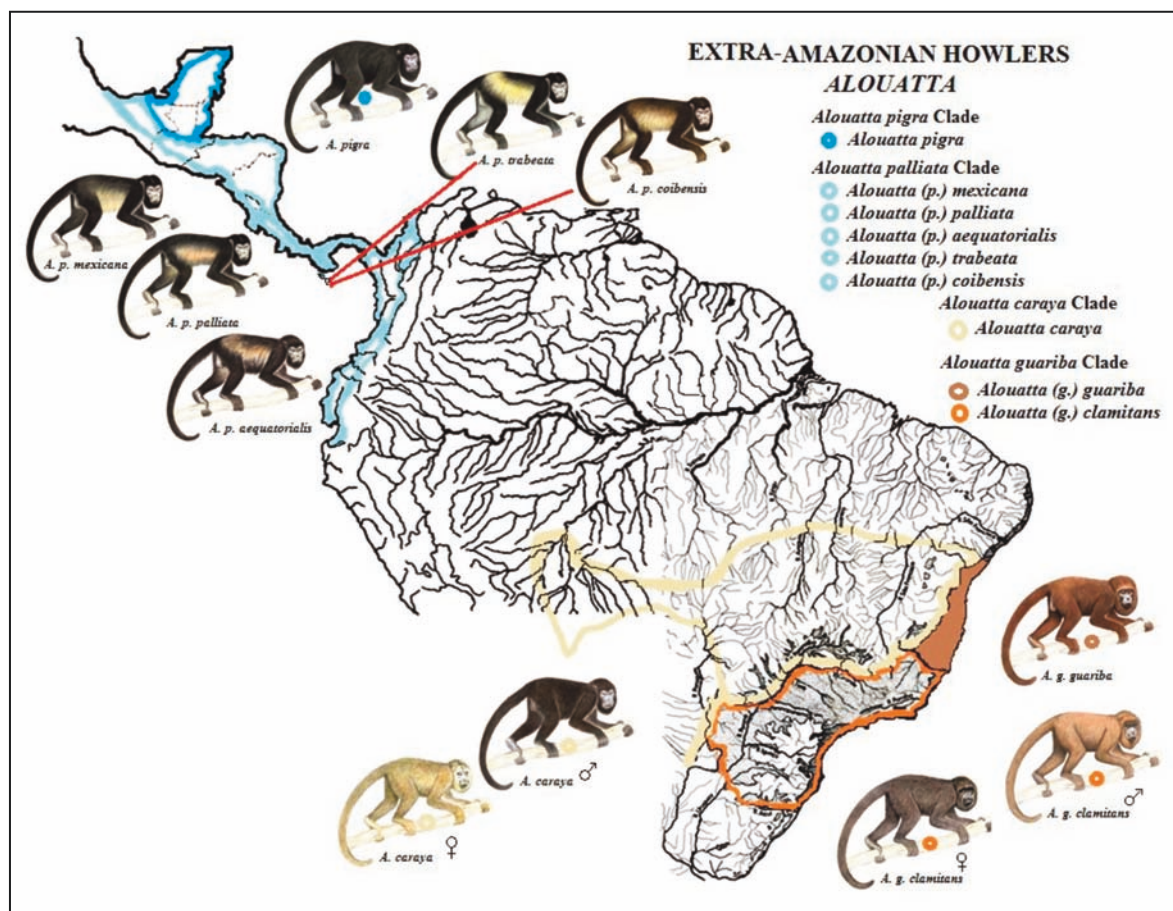 EXTRA-AMAZONIAN HOWLERS
ALOUATTA
Alouatta pigra Clade
Alouatta pigra
Alouatta palliata Clade
Alouatta (p.) mexicana
Alouatta (p.) palliata
Alouatta (p.) aequatorialis
Alouatta (p.) trabeata
Alouatta (p.) coibensis
Alouatta caraya Clade
Alouatta caraya
Alouatta guariba Clade
Alouatta (g.) guariba
Alouatta (g.) clamitans
A. pigra
A. p. trabeata
A. p. coibensis
A. p. mexicana
A. p. palliata
A. p. aequatorialis
A. g. guariba
A. caraya ♂
A. g. clamitans ♂
A. caraya ♀
A. g. clamitans ♀